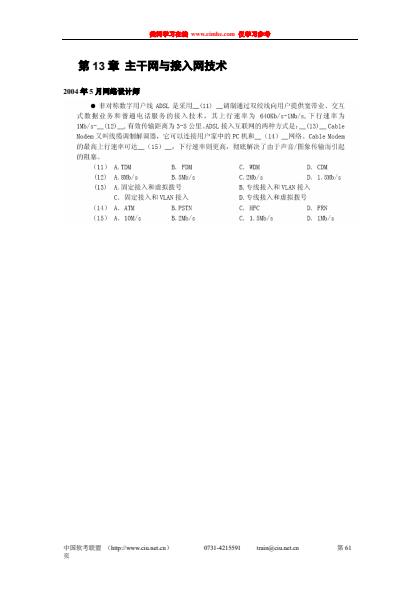 类别学习在线 www.cimhe.com 仅学习参考
第 13 章 主干网与接入网技术
2004 年 5 月网络设计师
● 非对称数字用户线 ADSL 是采用__(11) __调制通过双绞线向用户提供宽带业务、交互
式数据业务和普通电话服务的接入技术，其上行速率为 640Kb/s-1Mb/s,下行速率为
1Mb/s-__(12)__,有效传输距离为 3-5 公里。ADSL 接入互联网的两种方式是:__(13)__Cable
Modem 又叫线缆调制解调器，它可以连接用户家中的 PC 机和__ (14) __网络。Cable Modem
的最高上行速率可达__ (15) __，下行速率则更高，彻底解决了由于声音/图象传输而引起
的阻塞。
(11) A.TDM B. FDM C. WDM D. CDM
(12) A.8Mb/s B.5Mb/s C.2Mb/s D. 1.5Mb/s
(13) A.固定接入和虚拟拨号 B.专线接入和VLAN接入
C. 固定接入和VLAN接入 D.专线接入和虚拟拨号
(14) A. ATM B.PSTN C. HFC D. FRN
(15) A. 10M/s B.2Mb/s C. 1.5Mb/s D. 1Mb/s
中国软考联盟 （http://www.ciu.net.cn） 0731-4215591 train@ciu.net.cn 第 61
页